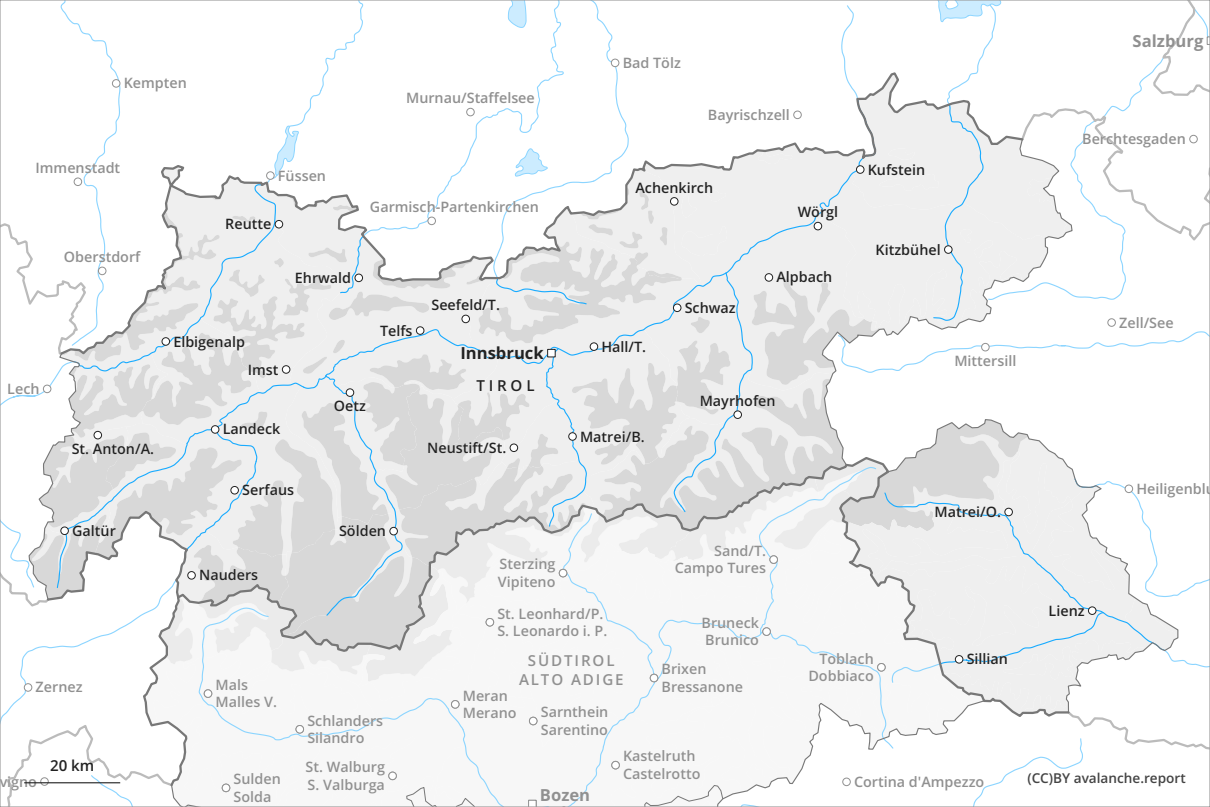 Salzburg
Bad Tölz
Kempten
Murnau/Staffelsee
Bayrischzell
Berchtesgaden
Immenstadt
Füssen
Kufstein
Achenkirch
Garmisch-Partenkirchen
Wörgl
Reutte
Kitzbühel
Oberstdorf
Ehrwald
Alpbach
Seefeld/T.
Schwaz
Zell/See
Telfs
Elbigenalp
Hall/T.
Innsbruck
Mittersill
Imst
TIROL
Lech
Oetz
Mayrhofen
Landeck
Matrei/B.
St. Anton/A.
Neustift/St.
Serfaus
Heiligenblu
Matrei/O.
Galtür
Sölden
Sand/T.
Campo Tures
Sterzing
Vipiteno
Nauders
Lienz
St. Leonhard/P.
S. Leonardo i. P.
Bruneck
Brunico
SÜDTIROL
ALTO ADIGE
Toblach
Dobbiaco
Sillian
Brixen
Bressanone
Zernez
Mals
Malles V.
Meran
Merano
Sarnthein
Sarentino
Schlanders
Silandro
Kastelruth
Castelrotto
20 km
St. Walburg
S. Valburga
vigno
Sulden
Solda
Cortina d'Ampezzo
(CC)BY avalanche.report
Bozen